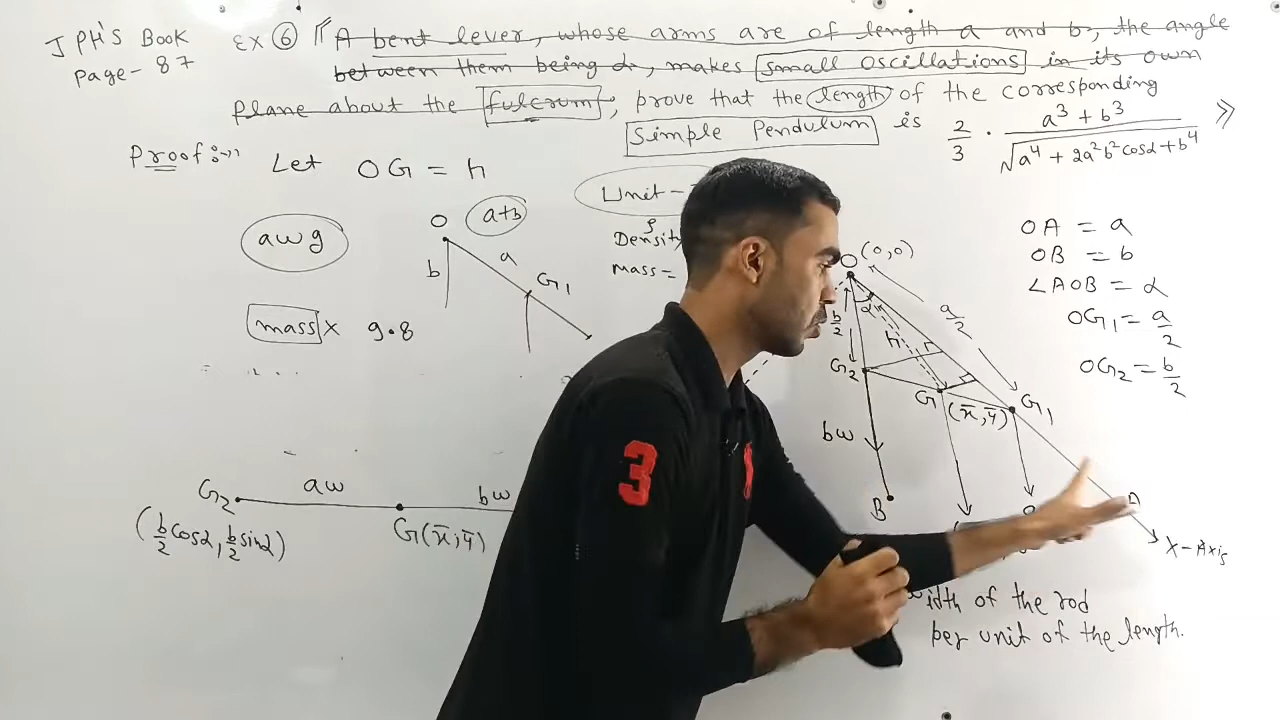 J PH'S Book
page- 87
Ex ⑥ "A bent lever, whose arms are of length a and b, the angle
between them being α, makes small oscillations in its own
plane about the fulcrum, prove that the length of the corresponding
Simple Pendulum is 2/3 · (a³ + b³)/√(a⁴ + 2a²b²cosα + b⁴) »
Proof:
Let OG = h
awg
O
a+b
b
a
G₁
mass × 9.8
Unit -
ρ
Density
mass =
O (0,0)
α
a/2
b/2
h
G₂
G (x̄,ȳ)
G₁
bw
B
X-Axis
OA = a
OB = b
∠AOB = α
OG₁ = a/2
OG₂ = b/2
G₂
aw
bw
(b/2 cosα, b/2 sinα)
G(x̄,ȳ)
of the rod
per unit of the length.
3